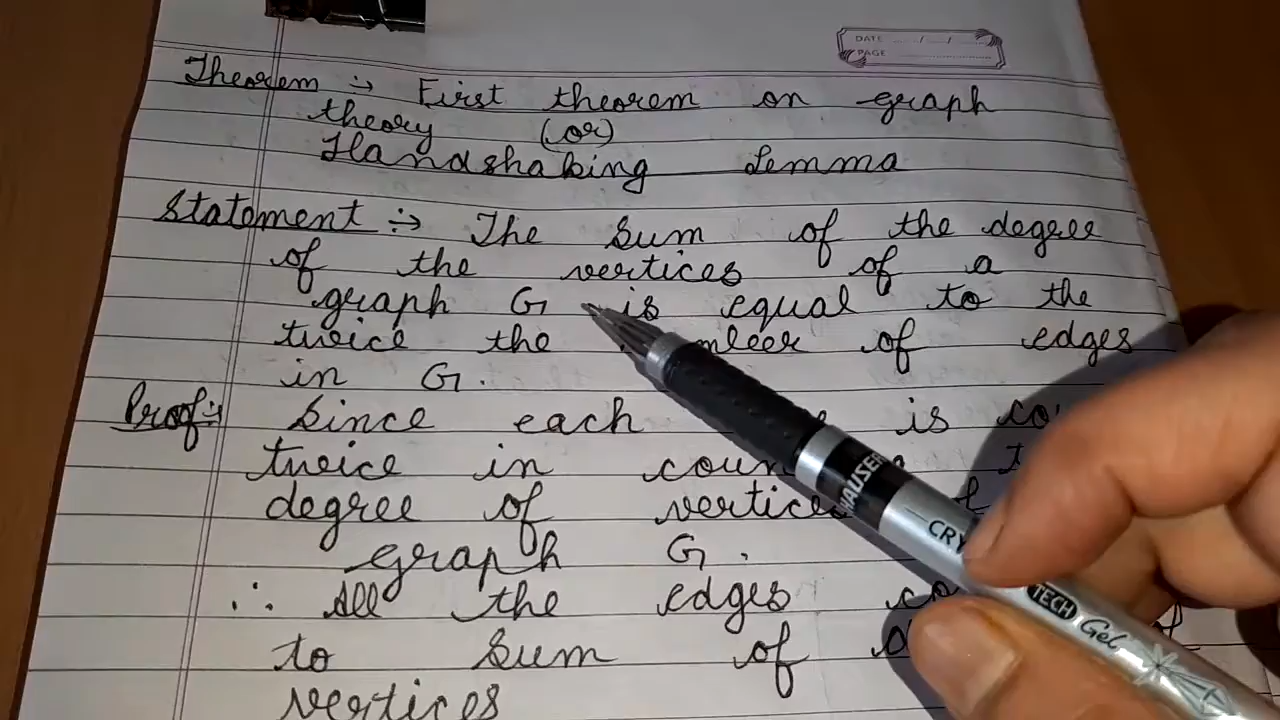 DATE / /
PAGE
Theorem :- First theorem on graph
theory (or)
Handshaking Lemma
Statement :- The Sum of the degree
of the vertices of a
graph G is equal to the
twice the of edges
in G.
Proof :- Since each is
twice in
degree of vertices
graph G.
∴ All the edges
to sum of
vertices
HAUSER
TECH Gel